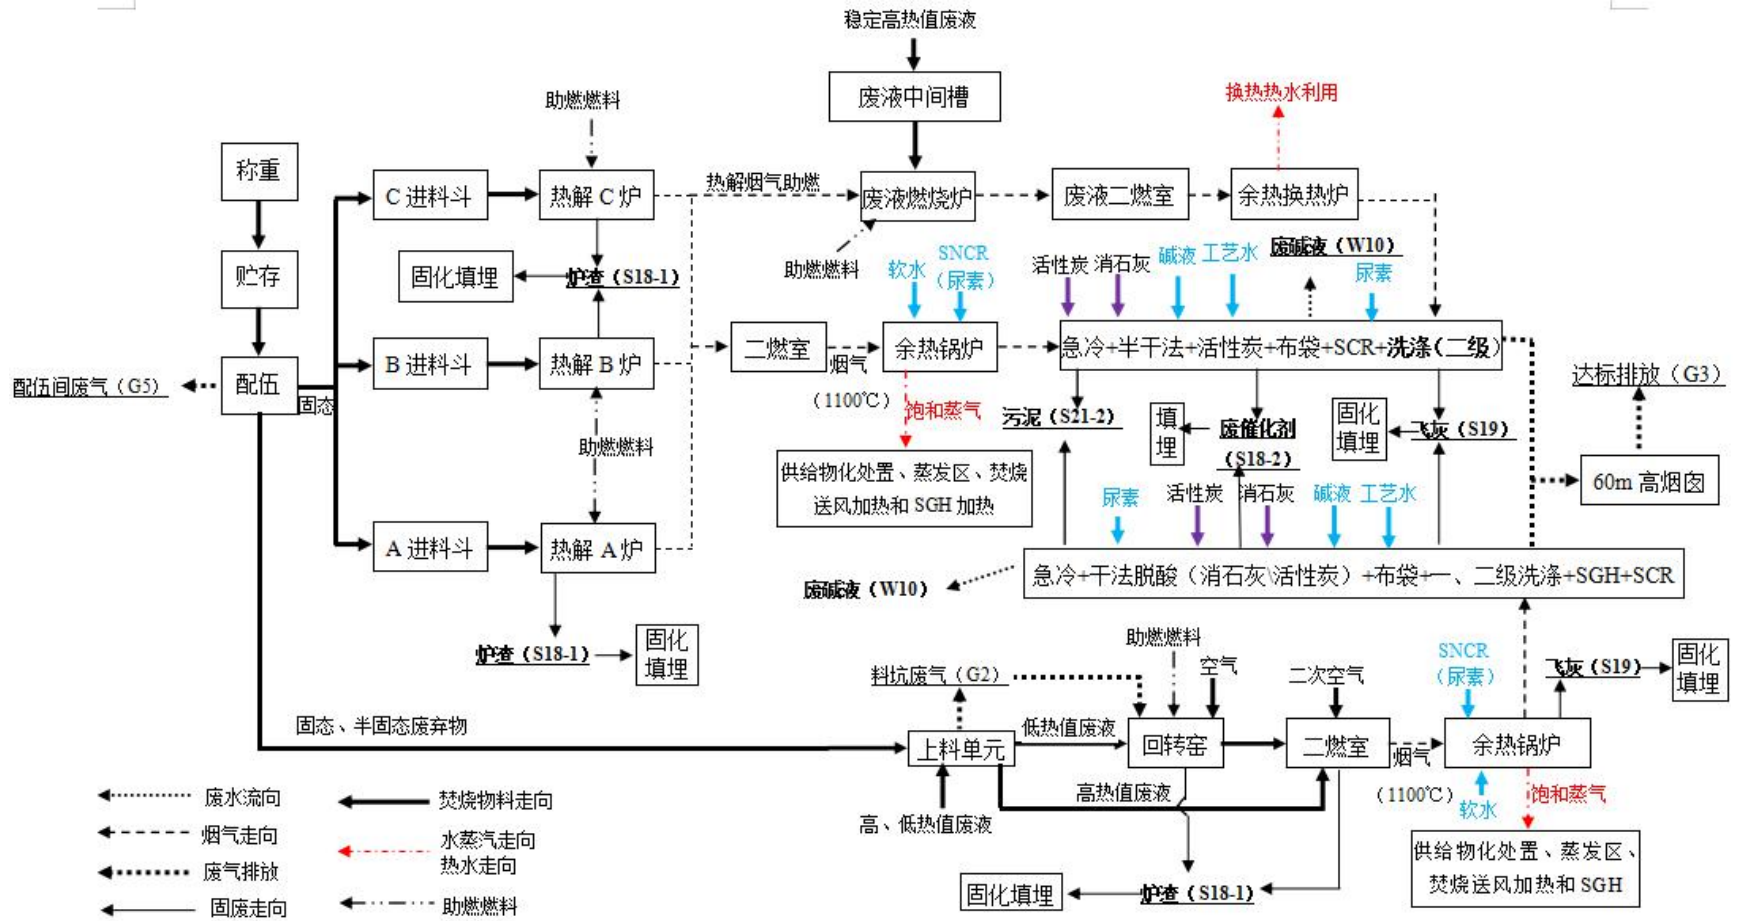 稳定高热值废液
废液中间槽
换热热水利用
助燃燃料
称重
C 进料斗
热解 C 炉
热解烟气助燃
废液燃烧炉
废液二燃室
余热换热炉
贮存
固化填埋
炉渣（S18-1）
助燃燃料
软水
SNCR
（尿素）
活性炭
消石灰
碱液
工艺水
废碱液（W10）
尿素
配伍间废气（G5）
配伍
固态
B 进料斗
热解 B 炉
二燃室
烟气
（1100℃）
余热锅炉
急冷+半干法+活性炭+布袋+SCR+洗涤（二级）
达标排放（G3）
饱和蒸气
污泥（S21-2）
填
埋
废催化剂
（S18-2）
固化
填埋
飞灰（S19）
助燃燃料
供给物化处置、蒸发区、焚烧
送风加热和 SGH 加热
60m 高烟囱
尿素
活性炭
消石灰
碱液
工艺水
A 进料斗
热解 A 炉
废碱液（W10）
急冷+干法脱酸（消石灰\活性炭）+布袋+一、二级洗涤+SGH+SCR
炉渣（S18-1）
固化
填埋
料坑废气（G2）
助燃燃料
空气
二次空气
SNCR
（尿素）
飞灰（S19）
固化
填埋
固态、半固态废弃物
上料单元
低热值废液
回转窑
二燃室
烟气
（1100℃）
余热锅炉
高热值废液
高、低热值废液
软水
饱和蒸气
供给物化处置、蒸发区、
焚烧送风加热和 SGH
固化填埋
炉渣（S18-1）
废水流向
焚烧物料走向
烟气走向
水蒸汽走向
热水走向
废气排放
固废走向
助燃燃料